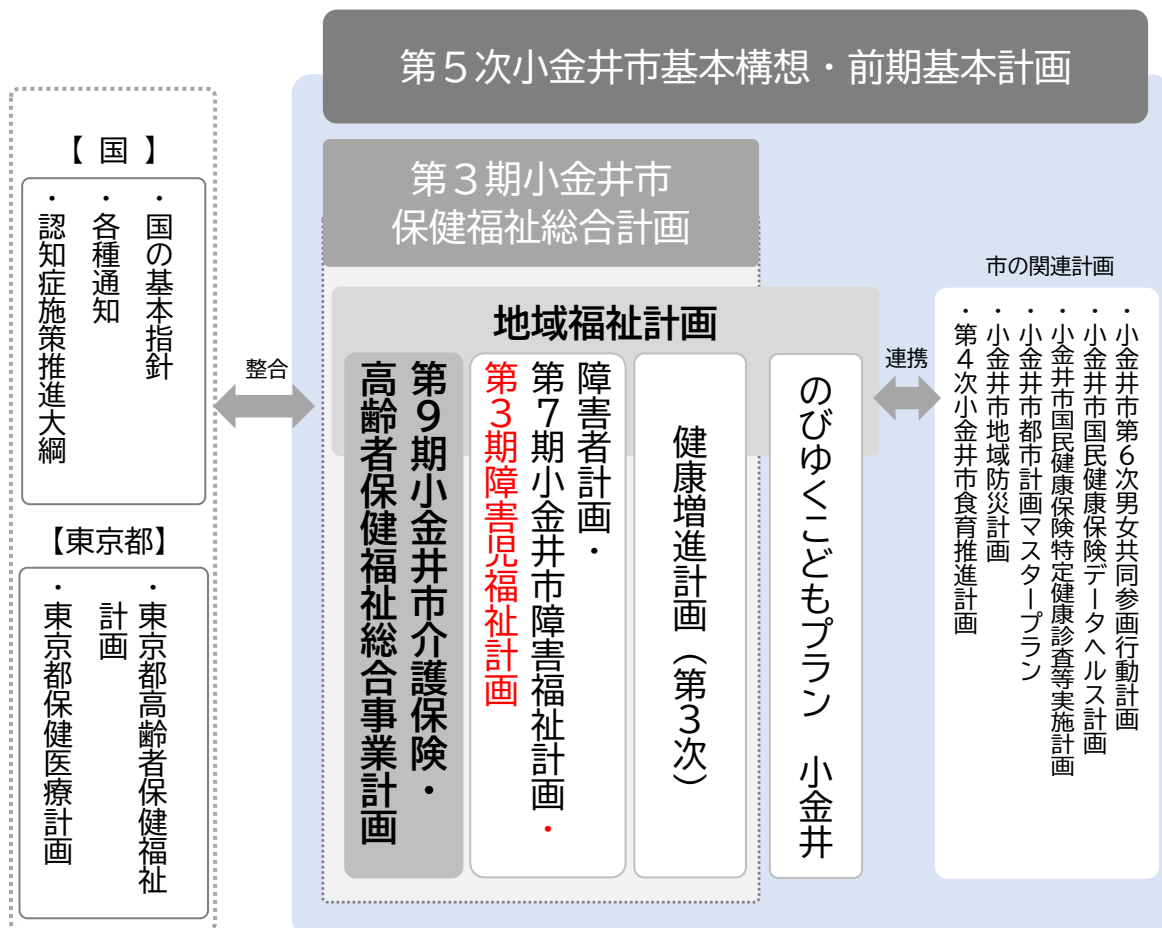 第５次小金井市基本構想・前期基本計画
【 国 】
・国の基本指針
・各種通知
・認知症施策推進大綱
【東京都】
・東京都高齢者保健福祉
計画
・東京都保健医療計画
整合
第３期小金井市
保健福祉総合計画
地域福祉計画
第９期小金井市介護保険・
高齢者保健福祉総合事業計画
障害者計画・
第７期小金井市障害福祉計画・
第３期障害児福祉計画
健康増進計画（第３次）
のびゆくこどもプラン　小金井
連携
市の関連計画
・小金井市第６次男女共同参画行動計画
・小金井市国民健康保険データヘルス計画
・小金井市国民健康保険特定健康診査等実施計画
・小金井市都市計画マスタープラン
・小金井市地域防災計画
・第４次小金井市食育推進計画